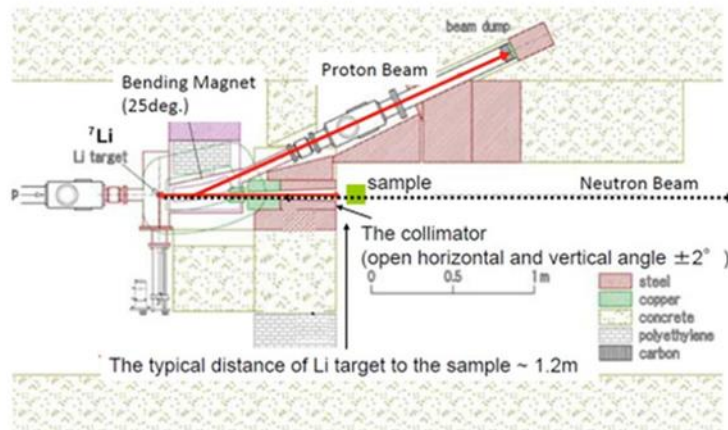 beam dump
Proton Beam
Bending Magnet
(25deg.)
⁷Li
Li target
p
sample
Neutron Beam
The collimator
(open horizontal and vertical angle ±2°)
0 0.5 1m
steel
copper
concrete
polyethylene
carbon
The typical distance of Li target to the sample ~ 1.2m